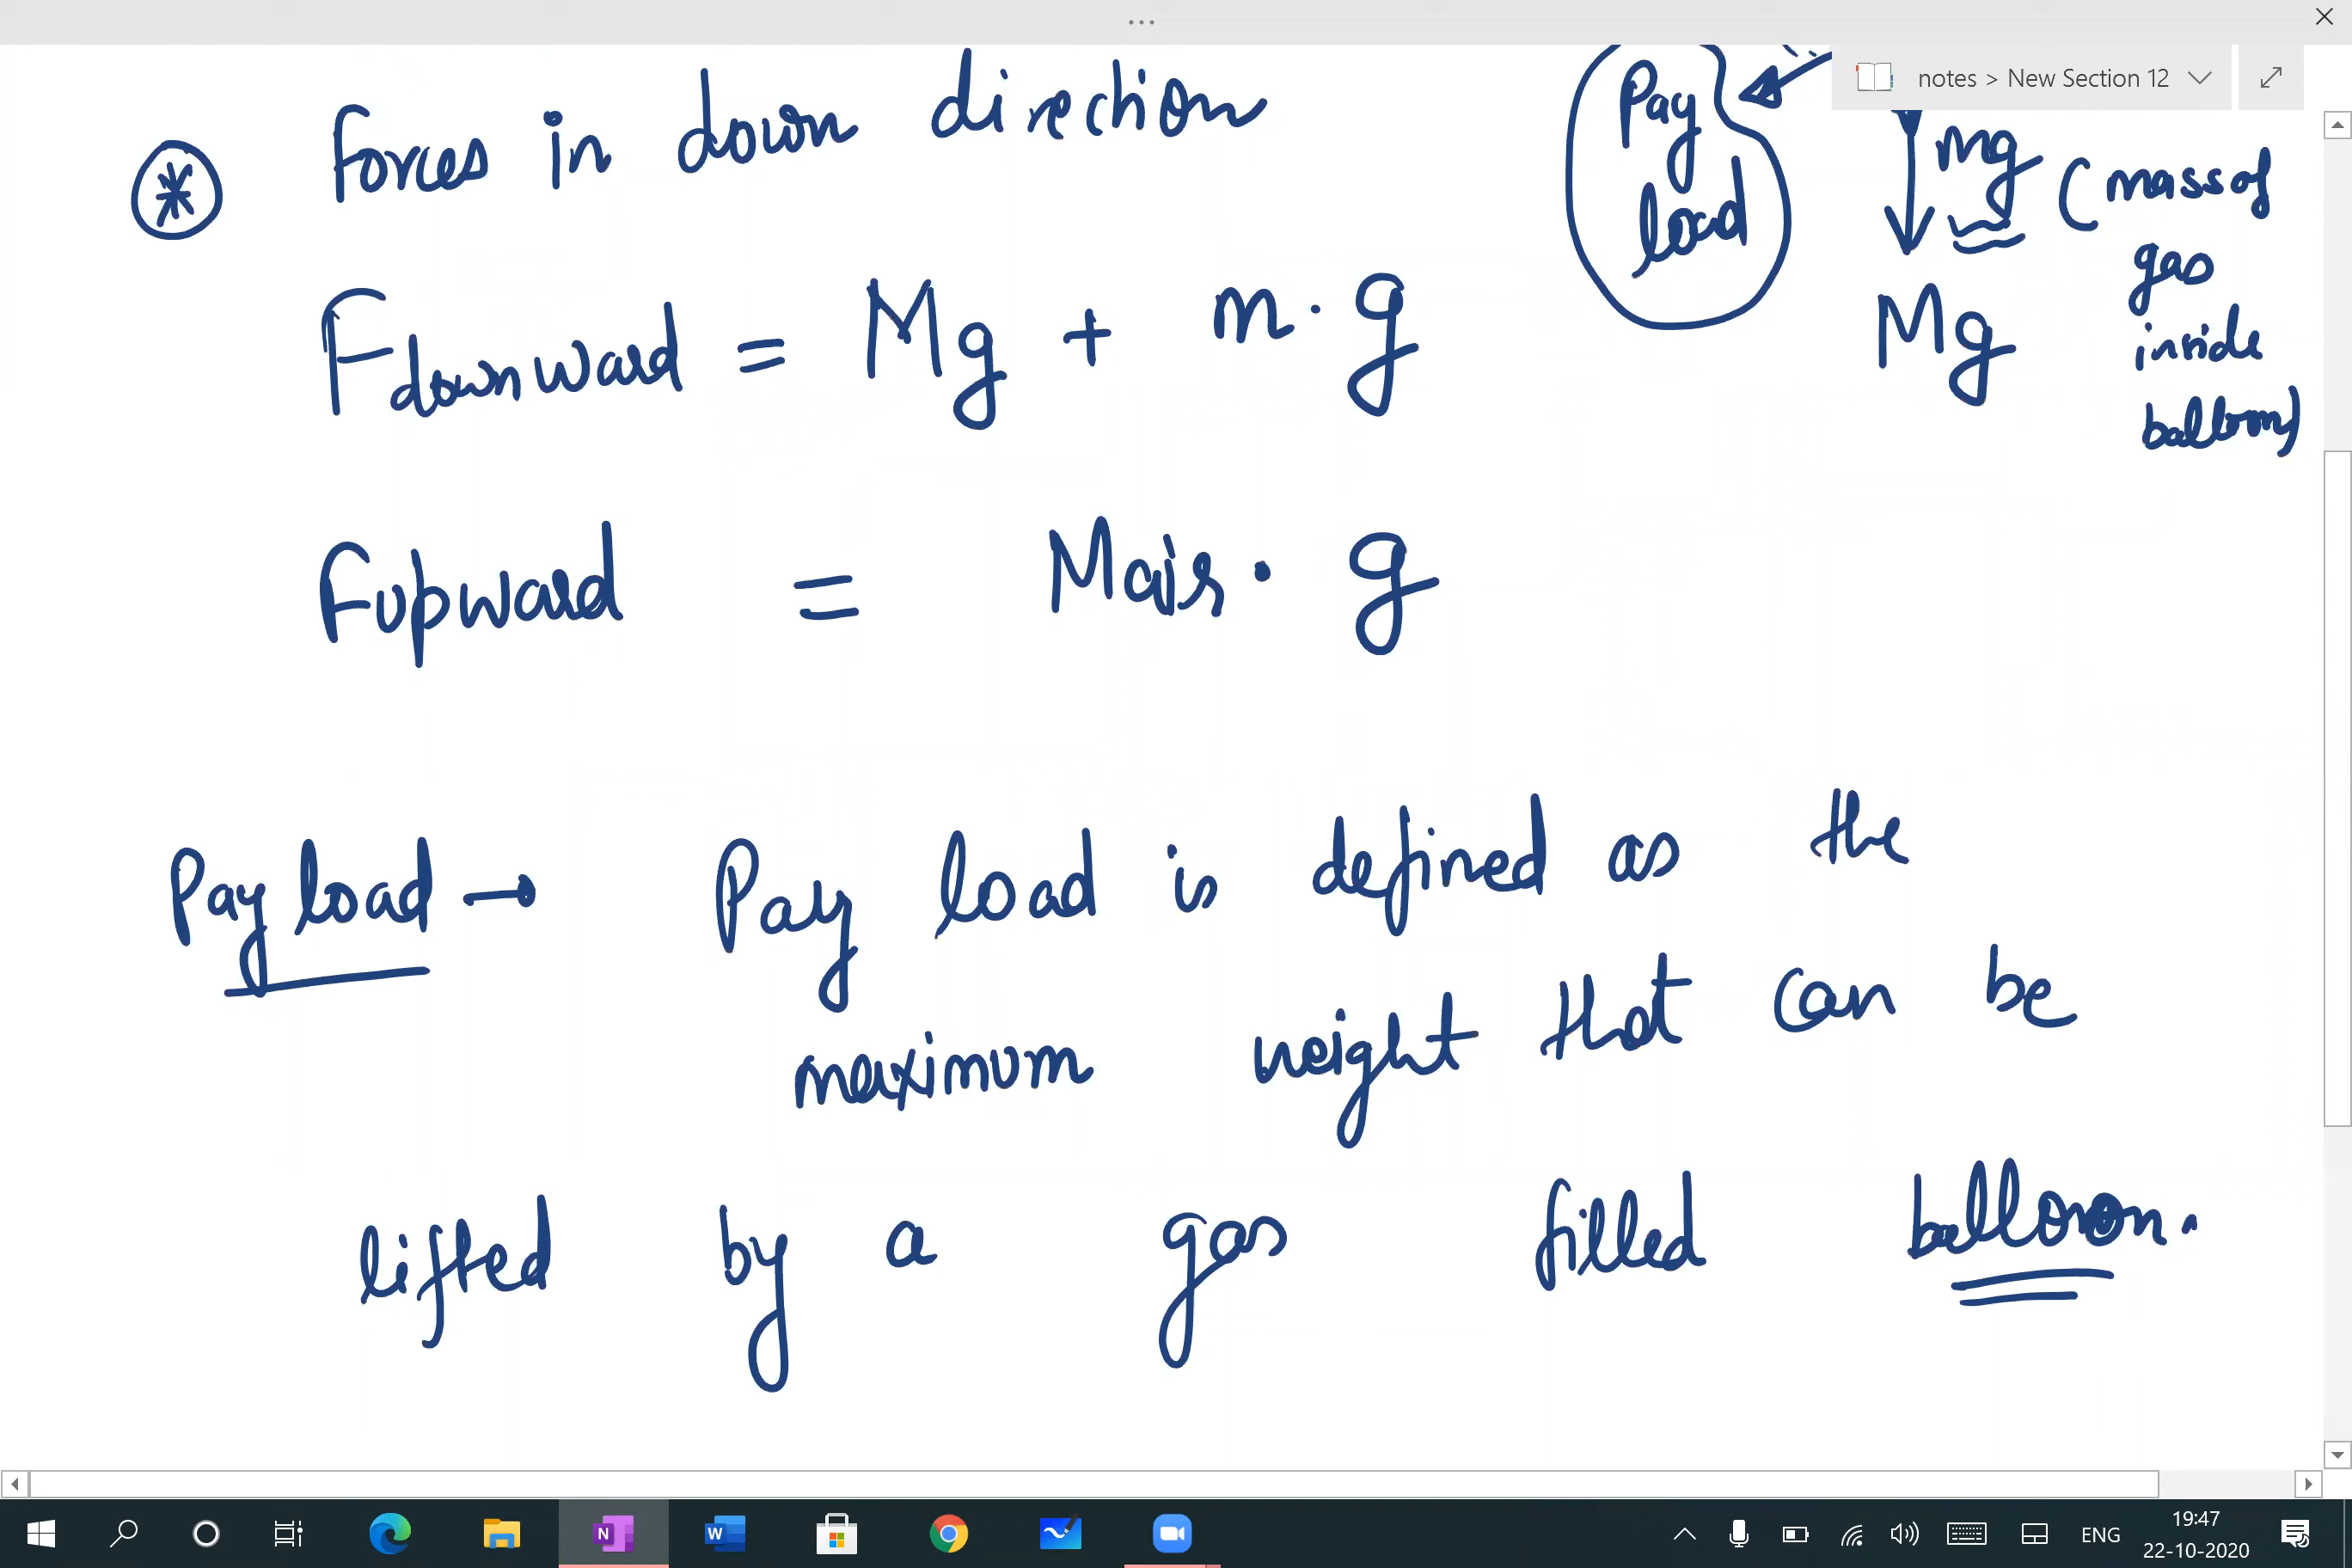 ...
notes > New Section 12
Forces in down direction
Pay
load
mg (mass of
gas
inside
balloon)
Mg
Fdownward = Mg + m.g
Fupward = Mair. g
Pay load → Pay load is defined as the
maximum weight that can be
lifted by a gas filled balloon.
ENG
19:47
22-10-2020